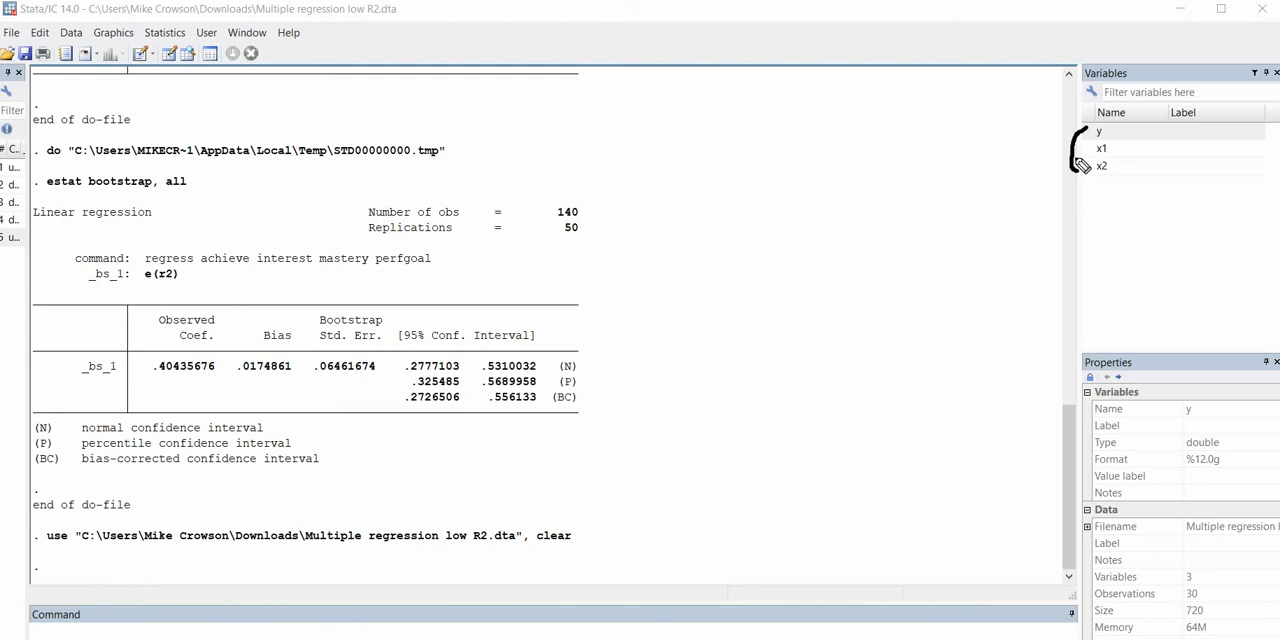 Stata/IC 14.0 - C:\Users\Mike Crowson\Downloads\Multiple regression low R2.dta
File Edit Data Graphics Statistics User Window Help
.
end of do-file
. do "C:\Users\MIKECR~1\AppData\Local\Temp\STD00000000.tmp"
. estat bootstrap, all
Linear regression Number of obs = 140
Replications = 50
command: regress achieve interest mastery perfgoal
_bs_1: e(r2)
Observed Bootstrap
Coef. Bias Std. Err. [95% Conf. Interval]
_bs_1 .40435676 .0174861 .06461674 .2777103 .5310032 (N)
.325485 .5689958 (P)
.2726506 .556133 (BC)
(N) normal confidence interval
(P) percentile confidence interval
(BC) bias-corrected confidence interval
.
end of do-file
. use "C:\Users\Mike Crowson\Downloads\Multiple regression low R2.dta", clear
.
Command
Filter
# C..
1 u...
2 d..
3 d..
4 d..
5 u...
Variables
Filter variables here
Name Label
y
x1
x2
Properties
Variables
Name y
Label
Type double
Format %12.0g
Value label
Notes
Data
Filename Multiple regression l
Label
Notes
Variables 3
Observations 30
Size 720
Memory 64M